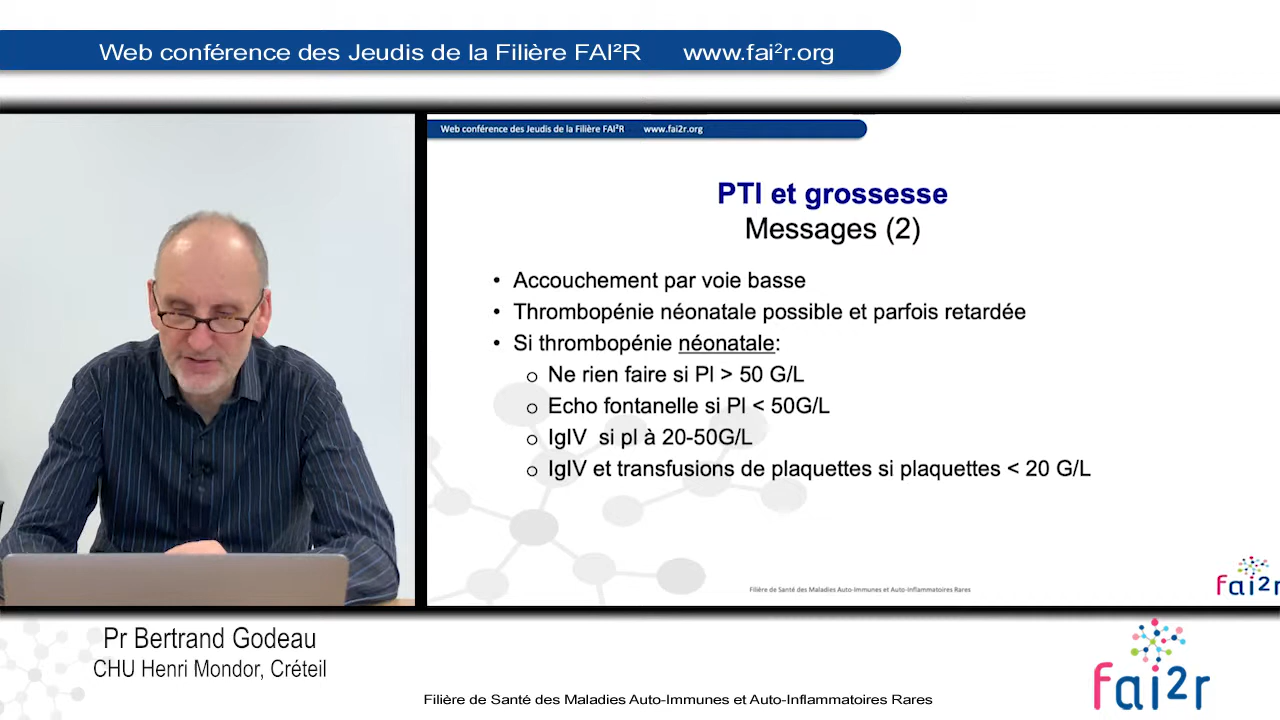 Web conférence des Jeudis de la Filière FAI²R www.fai²r.org
Web conférence des Jeudis de la Filière FAI²R www.fai2r.org
PTI et grossesse
Messages (2)
• Accouchement par voie basse
• Thrombopénie néonatale possible et parfois retardée
• Si thrombopénie néonatale:
o Ne rien faire si Pl > 50 G/L
o Echo fontanelle si Pl < 50G/L
o IgIV si pl à 20-50G/L
o IgIV et transfusions de plaquettes si plaquettes < 20 G/L
Filière de Santé des Maladies Auto-Immunes et Auto-Inflammatoires Rares
fai2r
Pr Bertrand Godeau
CHU Henri Mondor, Créteil
fai2r
Filière de Santé des Maladies Auto-Immunes et Auto-Inflammatoires Rares